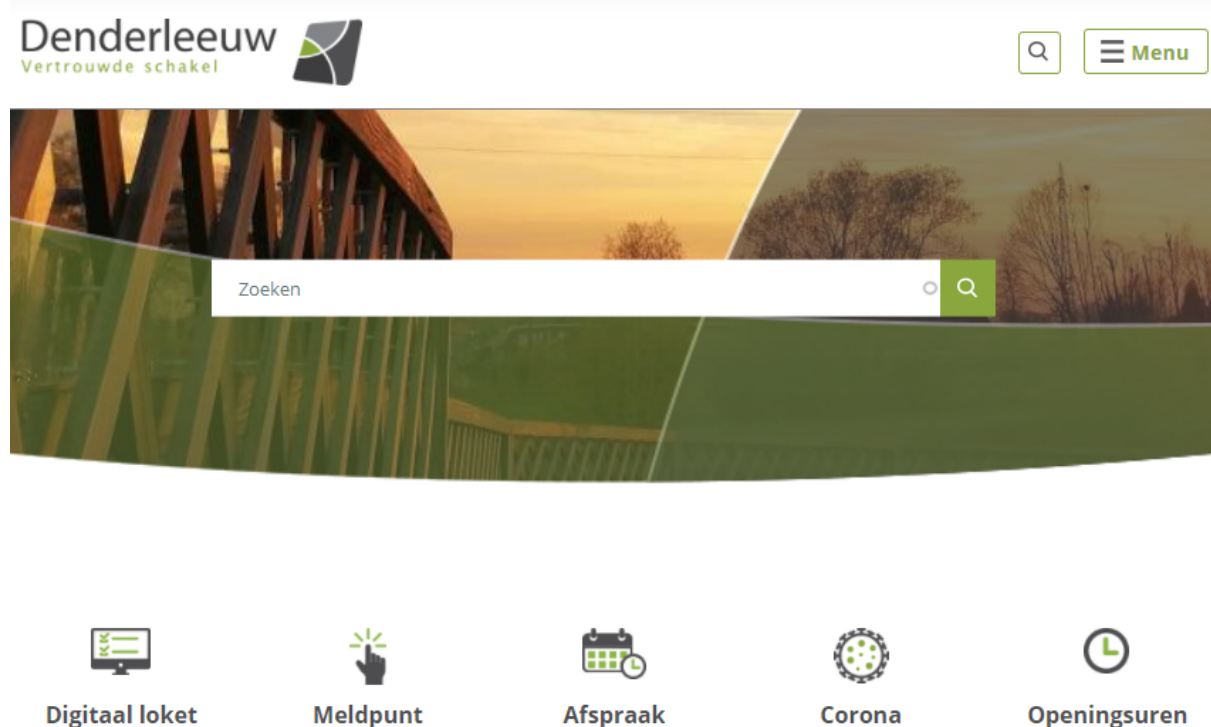 Denderleeuw
Vertrouwde schakel
Menu
Zoeken
Digitaal loket
Meldpunt
Afspraak
Corona
Openingsuren